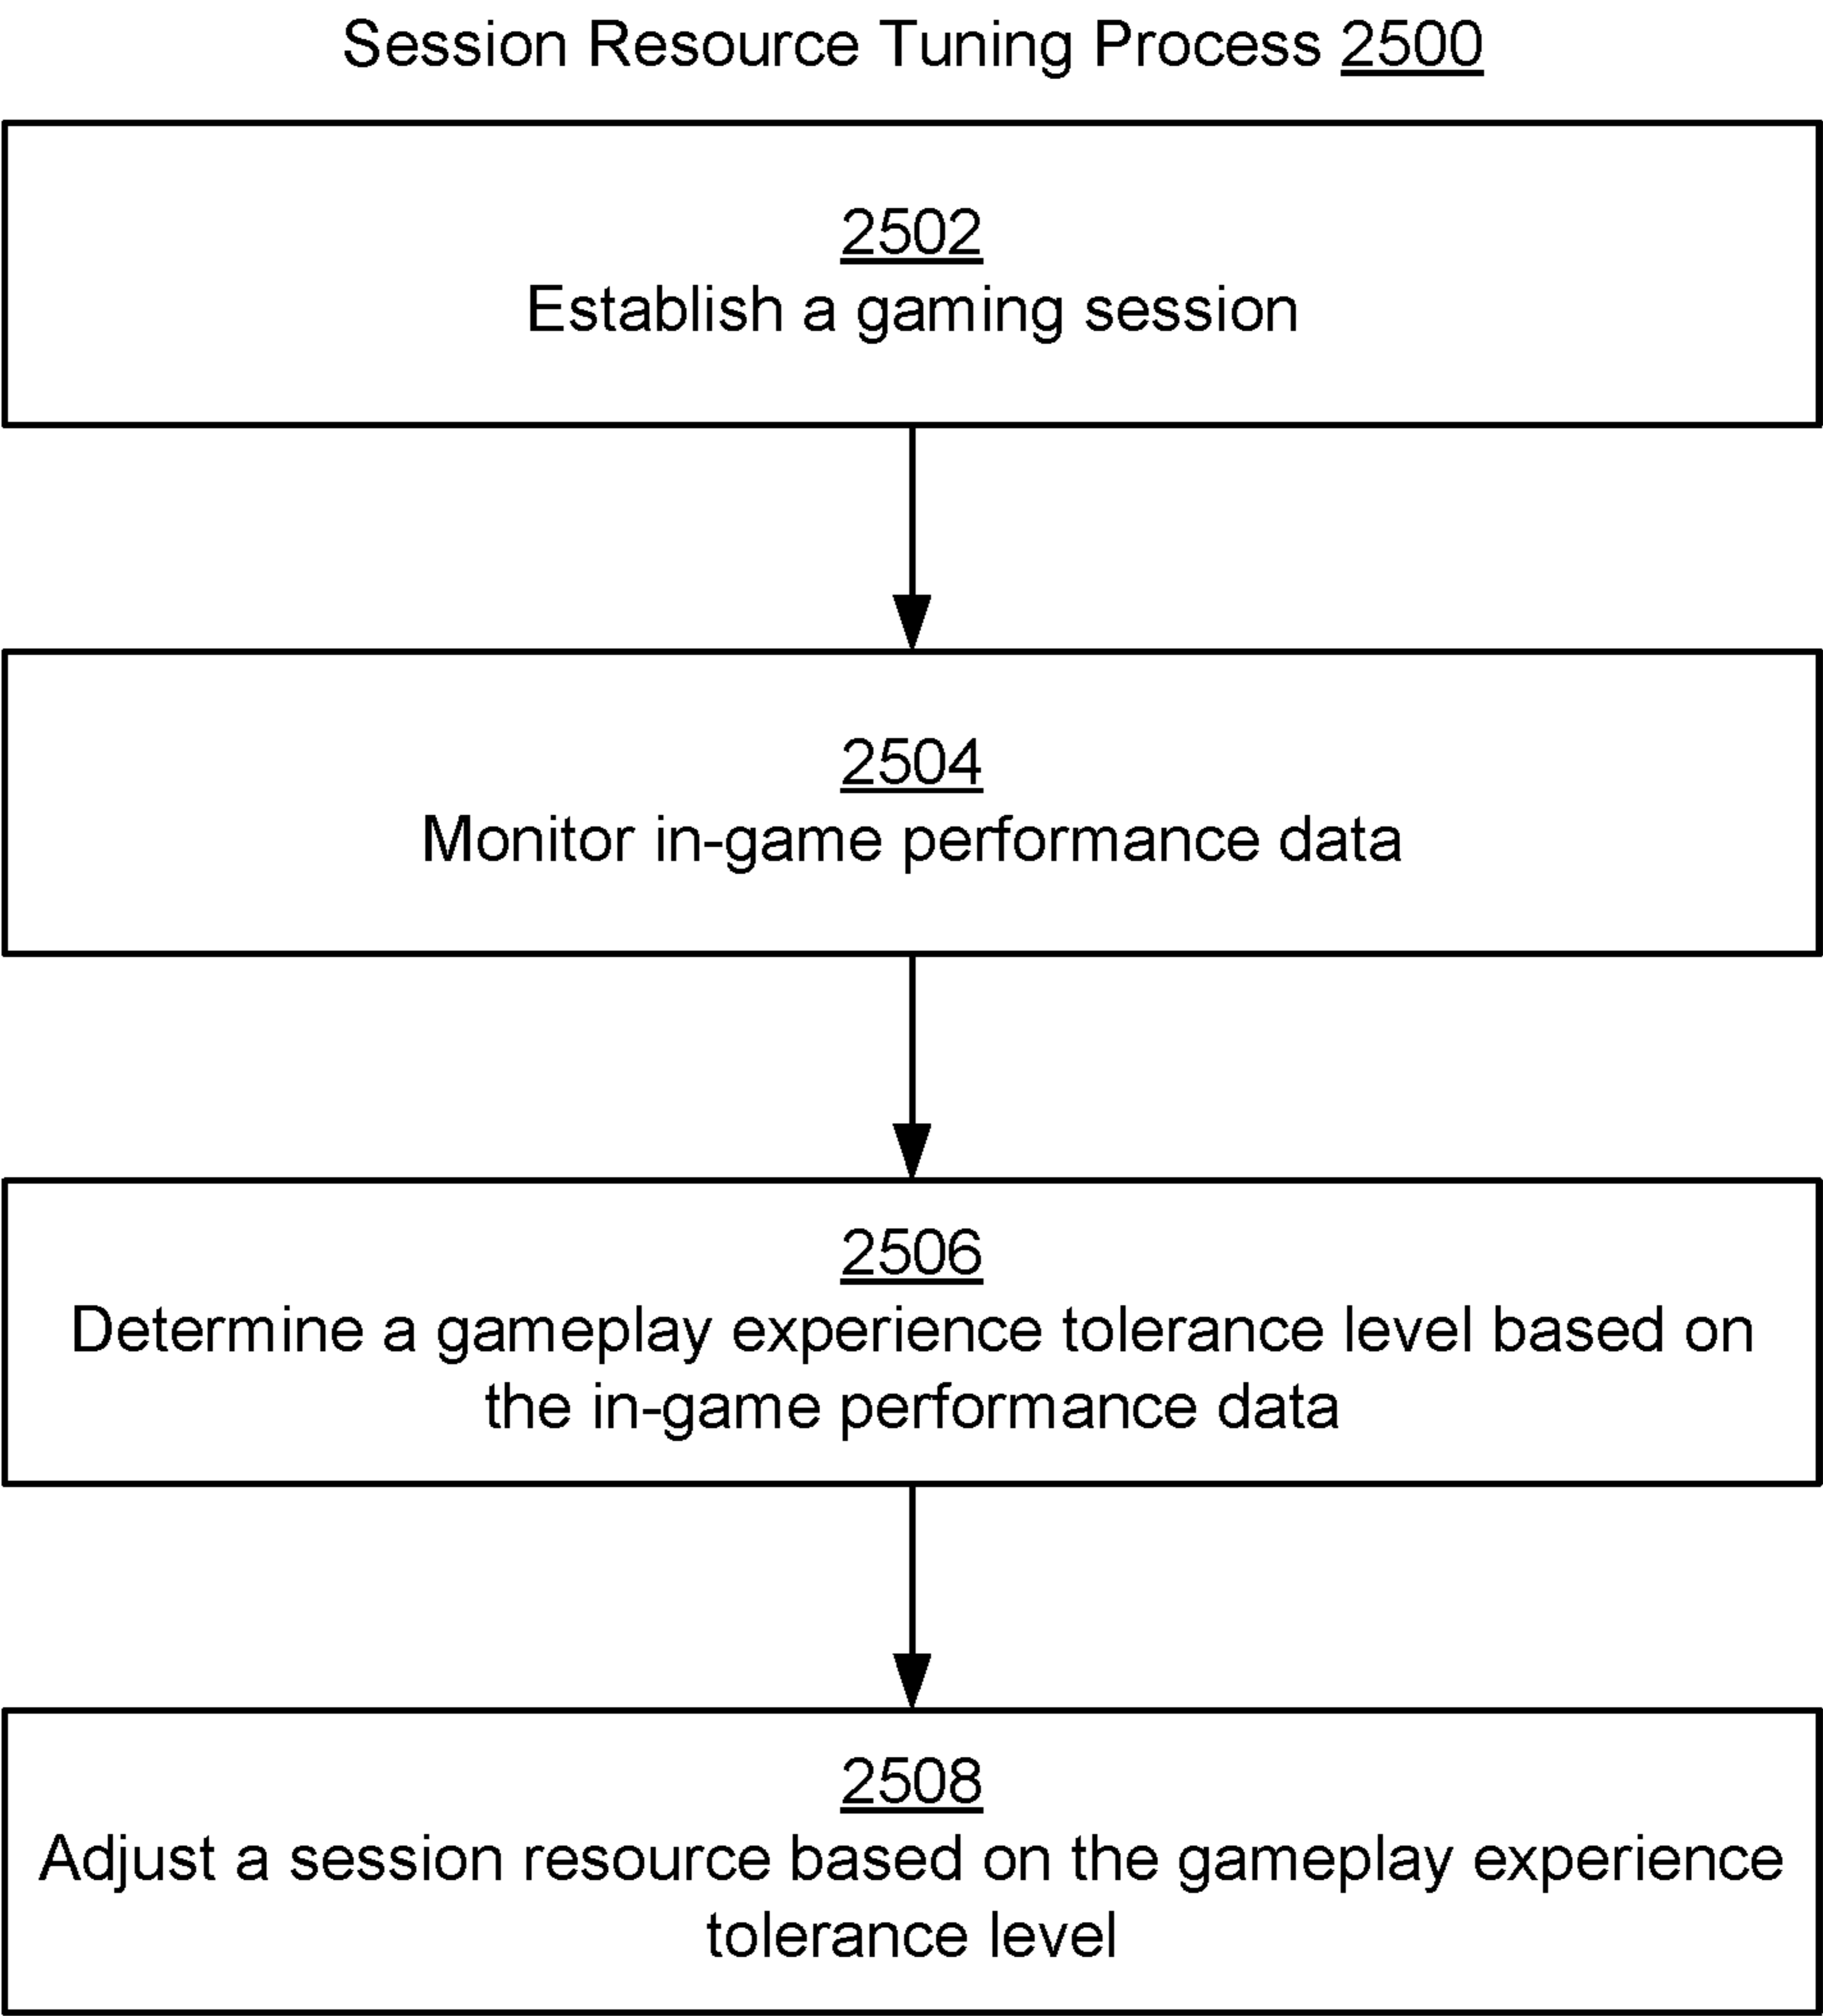 Session Resource Tuning Process 2500
2502
Establish a gaming session
2504
Monitor in-game performance data
2506
Determine a gameplay experience tolerance level based on
the in-game performance data
2508
Adjust a session resource based on the gameplay experience
tolerance level